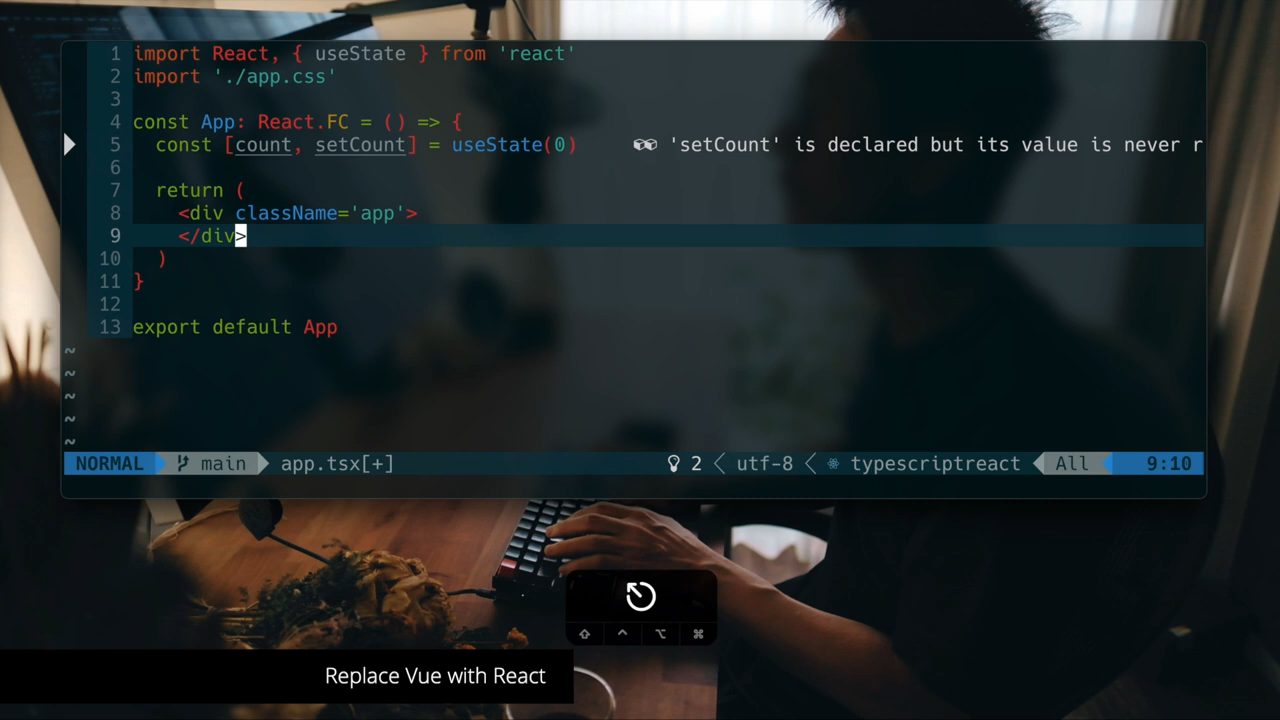 1 import React, { useState } from 'react'
2 import './app.css'
3
4 const App: React.FC = () => {
5   const [count, setCount] = useState(0)     'setCount' is declared but its value is never r
6
7   return (
8     <div className='app'>
9     </div>
10   )
11 }
12
13 export default App
~
~
~
~
~
NORMAL main app.tsx[+] 2 utf-8 typescriptreact All 9:10
Replace Vue with React